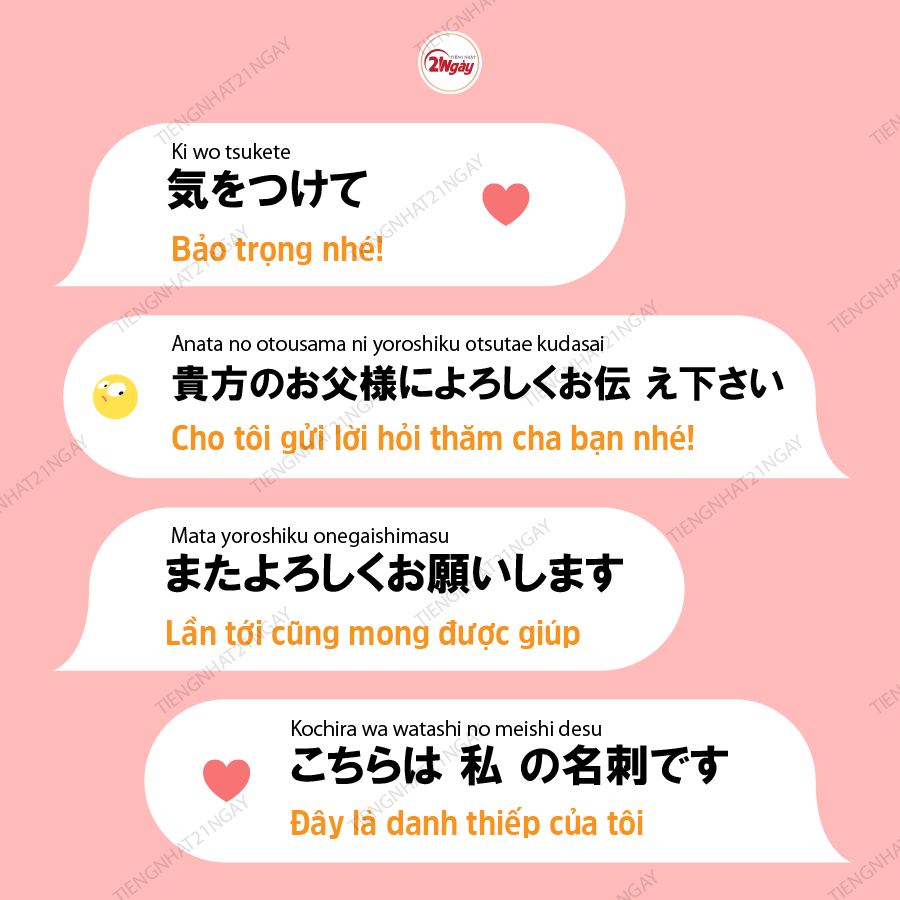 TIẾNG NHẬT
21Ngày
Ki wo tsukete
気をつけて
Bảo trọng nhé!
Anata no otousama ni yoroshiku otsutae kudasai
貴方のお父様によろしくお伝 え下さい
Cho tôi gửi lời hỏi thăm cha bạn nhé!
Mata yoroshiku onegaishimasu
またよろしくお願いします
Lần tới cũng mong được giúp
Kochira wa watashi no meishi desu
こちらは 私 の名刺です
Đây là danh thiếp của tôi
TIENGNHAT21NGAY